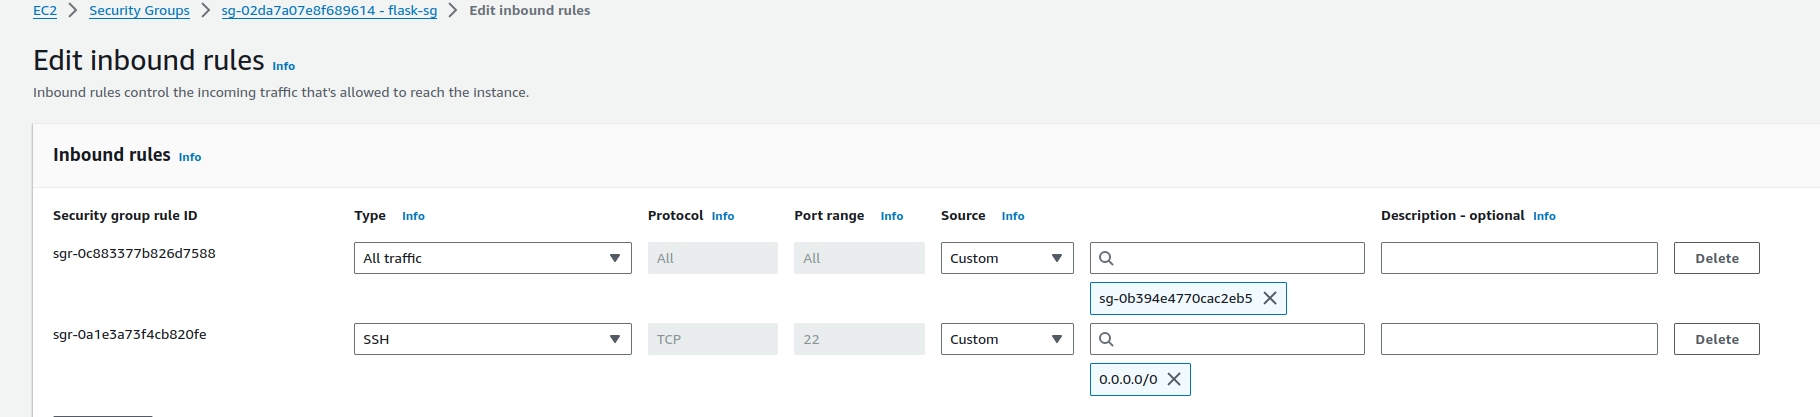 EC2 > Security Groups > sg-02da7a07e8f689614 - flask-sg > Edit inbound rules
Edit inbound rules Info
Inbound rules control the incoming traffic that's allowed to reach the instance.
Inbound rules Info
Security group rule ID Type Info Protocol Info Port range Info Source Info Description - optional Info
sgr-0c883377b826d7588 All traffic All All Custom Delete
sg-0b394e4770cac2eb5
sgr-0a1e3a73f4cb820fe SSH TCP 22 Custom Delete
0.0.0.0/0